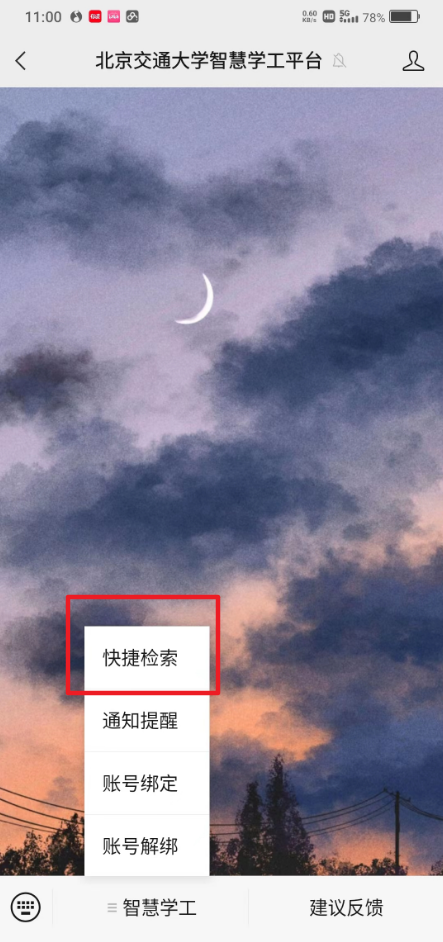 11:00
0.60
KB/s
HD
5G
78%
北京交通大学智慧学工平台
快捷检索
通知提醒
账号绑定
账号解绑
智慧学工
建议反馈